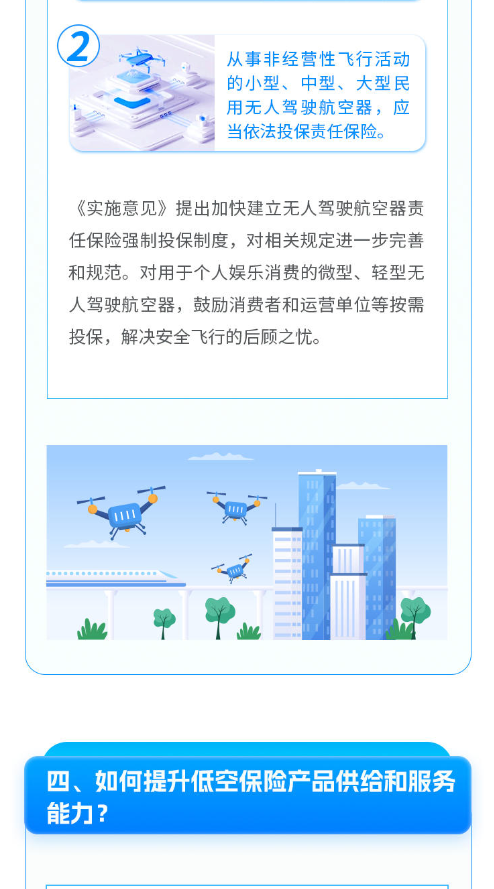 2
从事非经营性飞行活动
的小型、中型、大型民
用无人驾驶航空器，应
当依法投保责任保险。
《实施意见》提出加快建立无人驾驶航空器责
任保险强制投保制度，对相关规定进一步完善
和规范。对用于个人娱乐消费的微型、轻型无
人驾驶航空器，鼓励消费者和运营单位等按需
投保，解决安全飞行的后顾之忧。
四、如何提升低空保险产品供给和服务
能力？